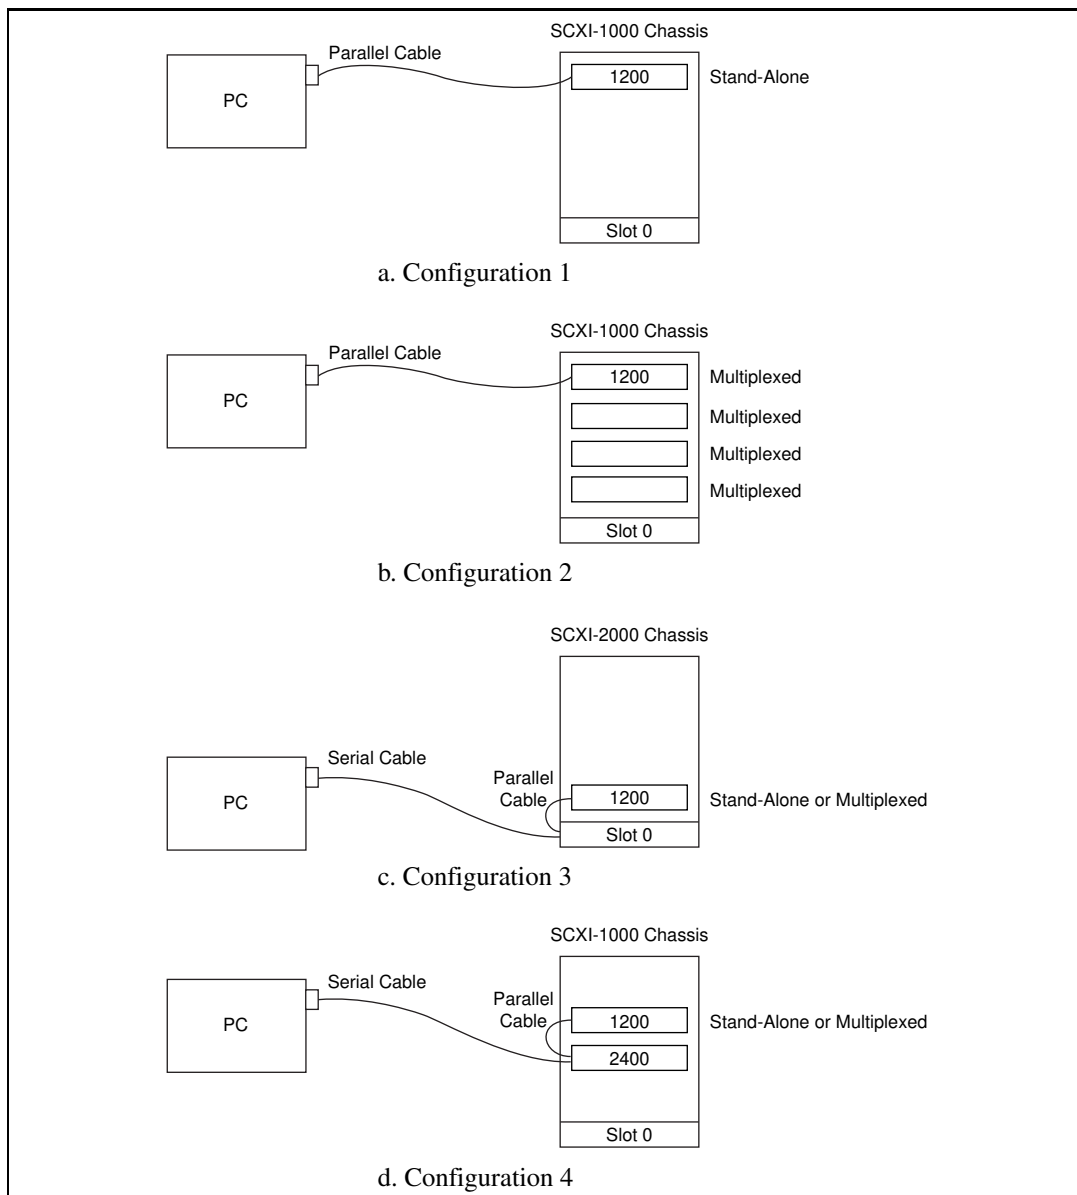 SCXI-1000 Chassis
Parallel Cable
PC
1200
Stand-Alone
Slot 0
a. Configuration 1
SCXI-1000 Chassis
Parallel Cable
PC
1200
Multiplexed
Multiplexed
Multiplexed
Multiplexed
Slot 0
b. Configuration 2
SCXI-2000 Chassis
Serial Cable
PC
Parallel
Cable
1200
Stand-Alone or Multiplexed
Slot 0
c. Configuration 3
SCXI-1000 Chassis
Serial Cable
PC
Parallel
Cable
1200
Stand-Alone or Multiplexed
2400
Slot 0
d. Configuration 4